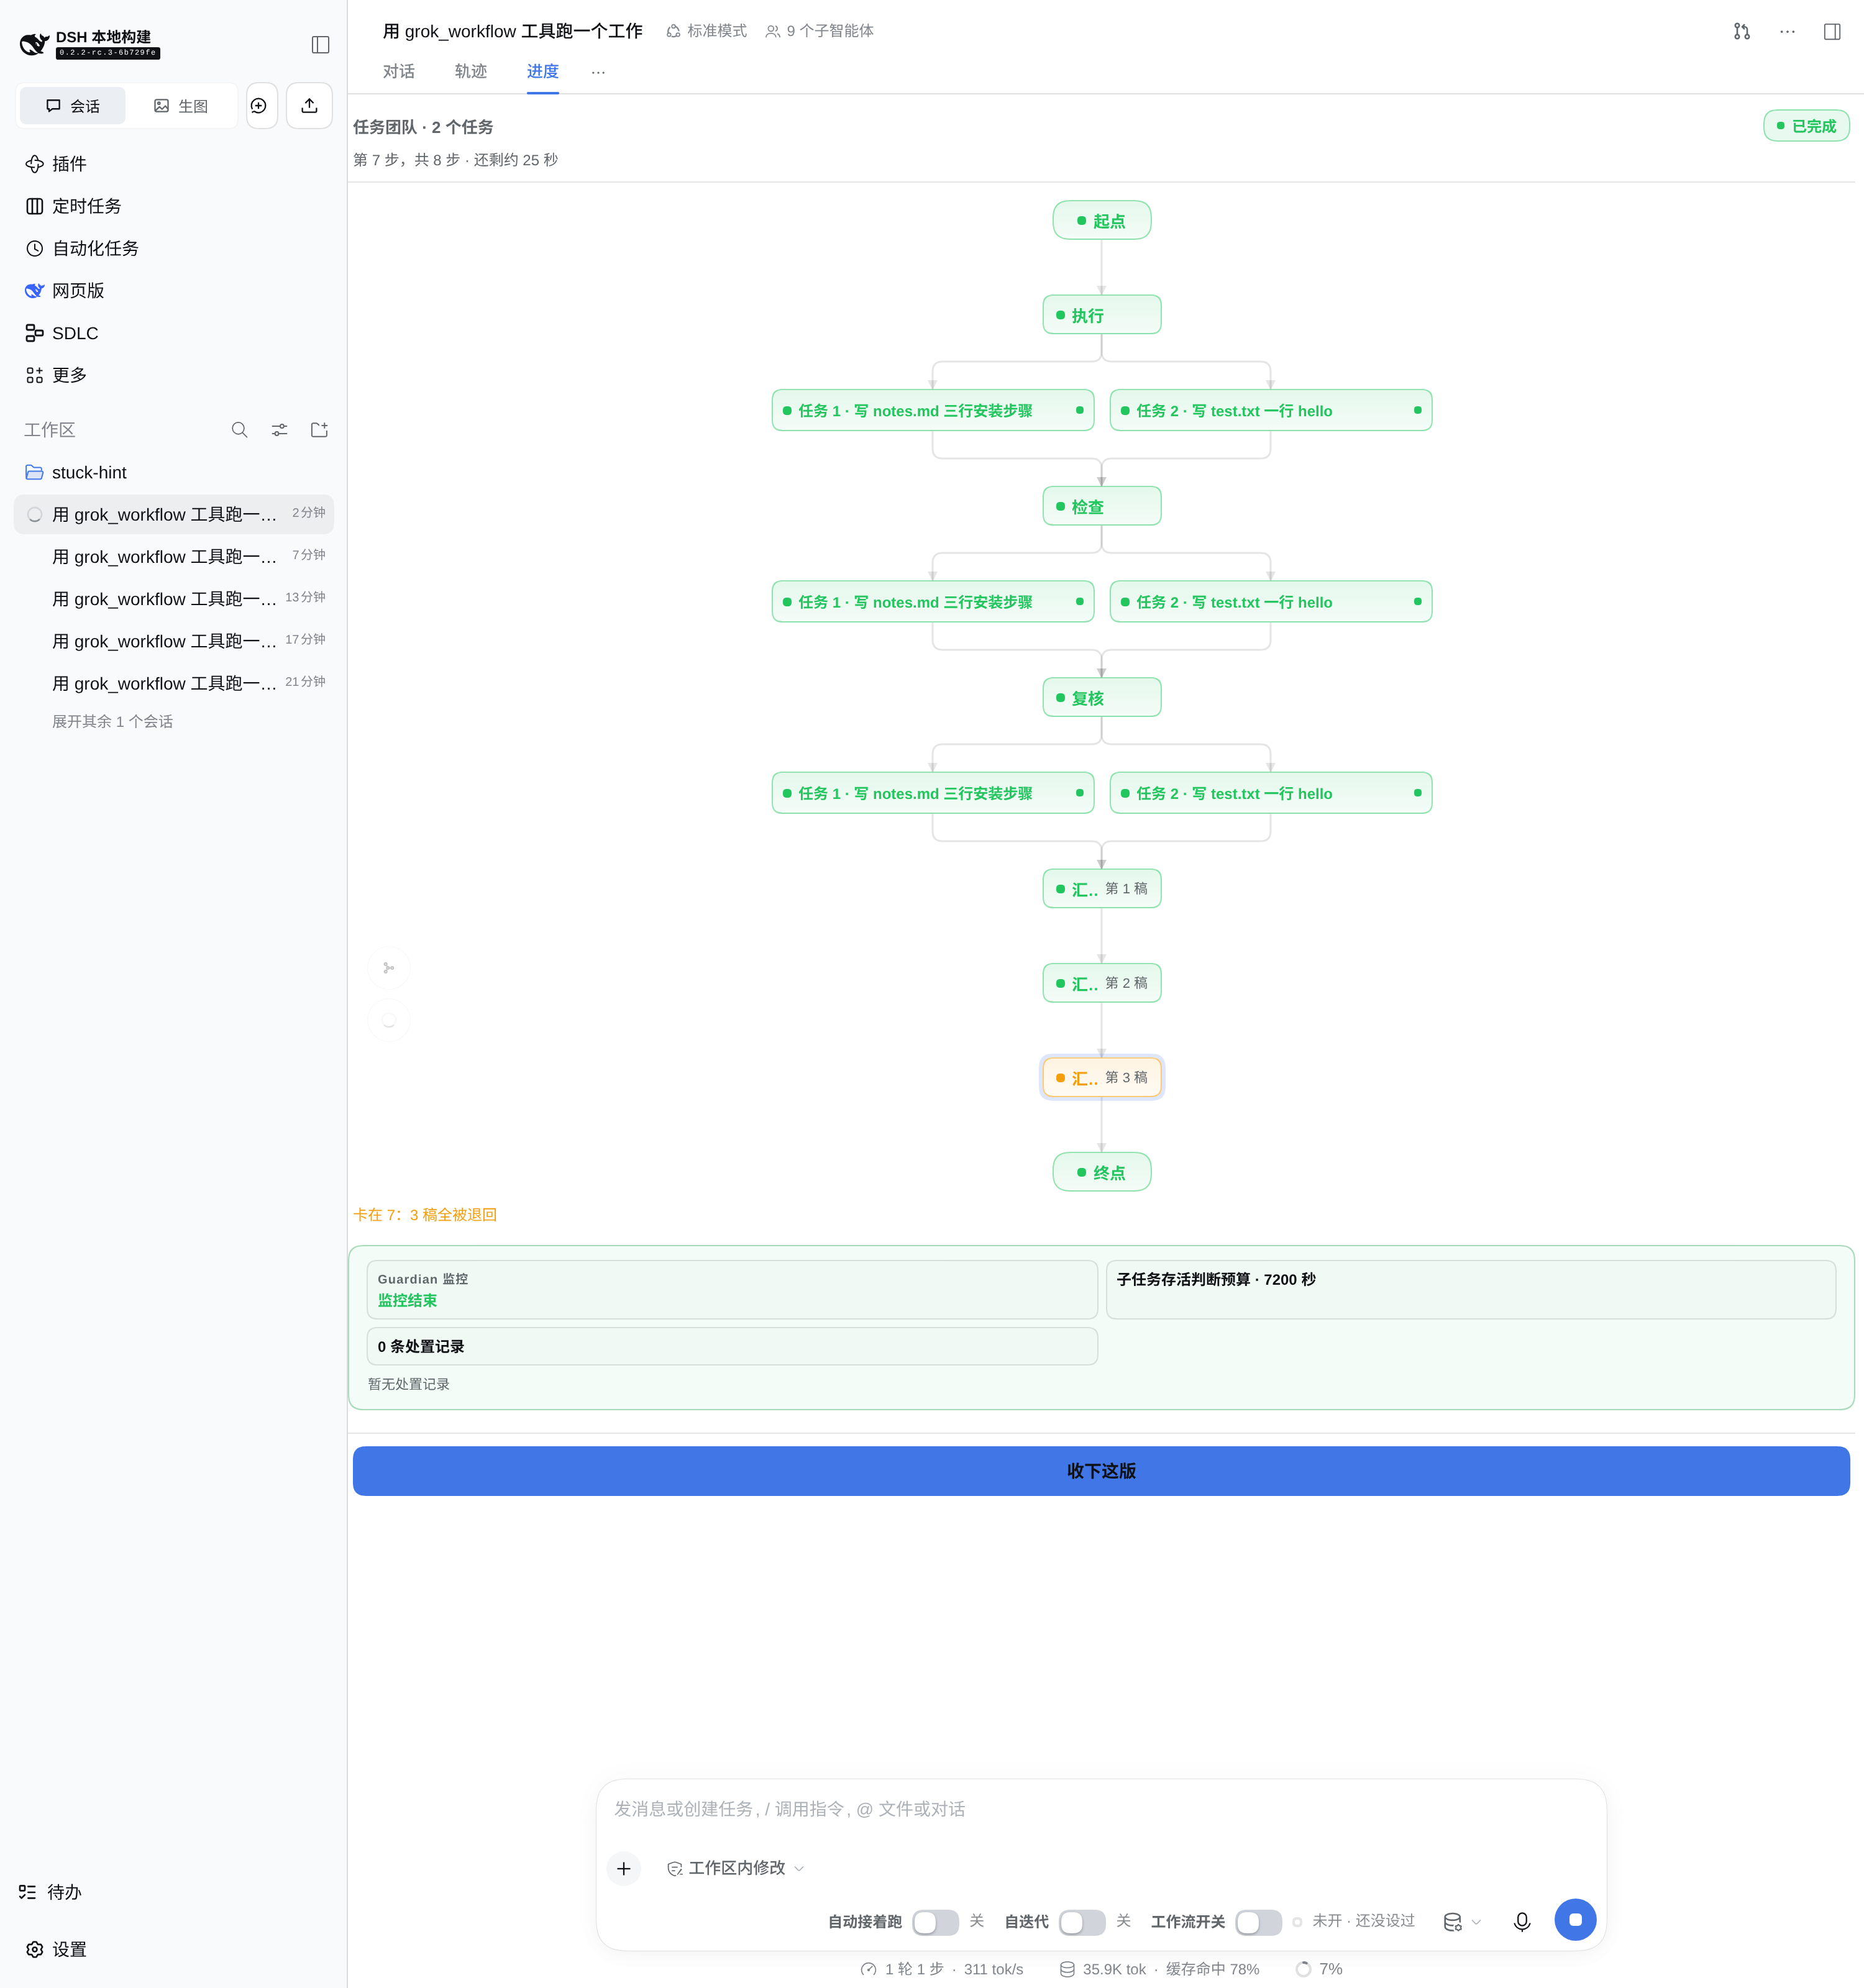 DSH 本地构建
0.2.2-rc.3-6b729fe
会话
生图
插件
定时任务
自动化任务
网页版
SDLC
更多
工作区
stuck-hint
用 grok_workflow 工具跑一… 2分钟
用 grok_workflow 工具跑一… 7分钟
用 grok_workflow 工具跑一… 13分钟
用 grok_workflow 工具跑一… 17分钟
用 grok_workflow 工具跑一… 21分钟
展开其余 1 个会话
待办
设置
用 grok_workflow 工具跑一个工作 标准模式 9 个子智能体
对话 轨迹 进度 …
任务团队 · 2 个任务
已完成
第 7 步，共 8 步 · 还剩约 25 秒
起点
执行
任务 1 · 写 notes.md 三行安装步骤
任务 2 · 写 test.txt 一行 hello
检查
任务 1 · 写 notes.md 三行安装步骤
任务 2 · 写 test.txt 一行 hello
复核
任务 1 · 写 notes.md 三行安装步骤
任务 2 · 写 test.txt 一行 hello
汇.. 第 1 稿
汇.. 第 2 稿
汇.. 第 3 稿
终点
卡在 7：3 稿全被退回
Guardian 监控
监控结束
子任务存活判断预算 · 7200 秒
0 条处置记录
暂无处置记录
收下这版
发消息或创建任务, / 调用指令, @ 文件或对话
工作区内修改
自动接着跑 关 自迭代 关 工作流开关 未开 · 还没设过
1 轮 1 步 · 311 tok/s 35.9K tok · 缓存命中 78% 7%